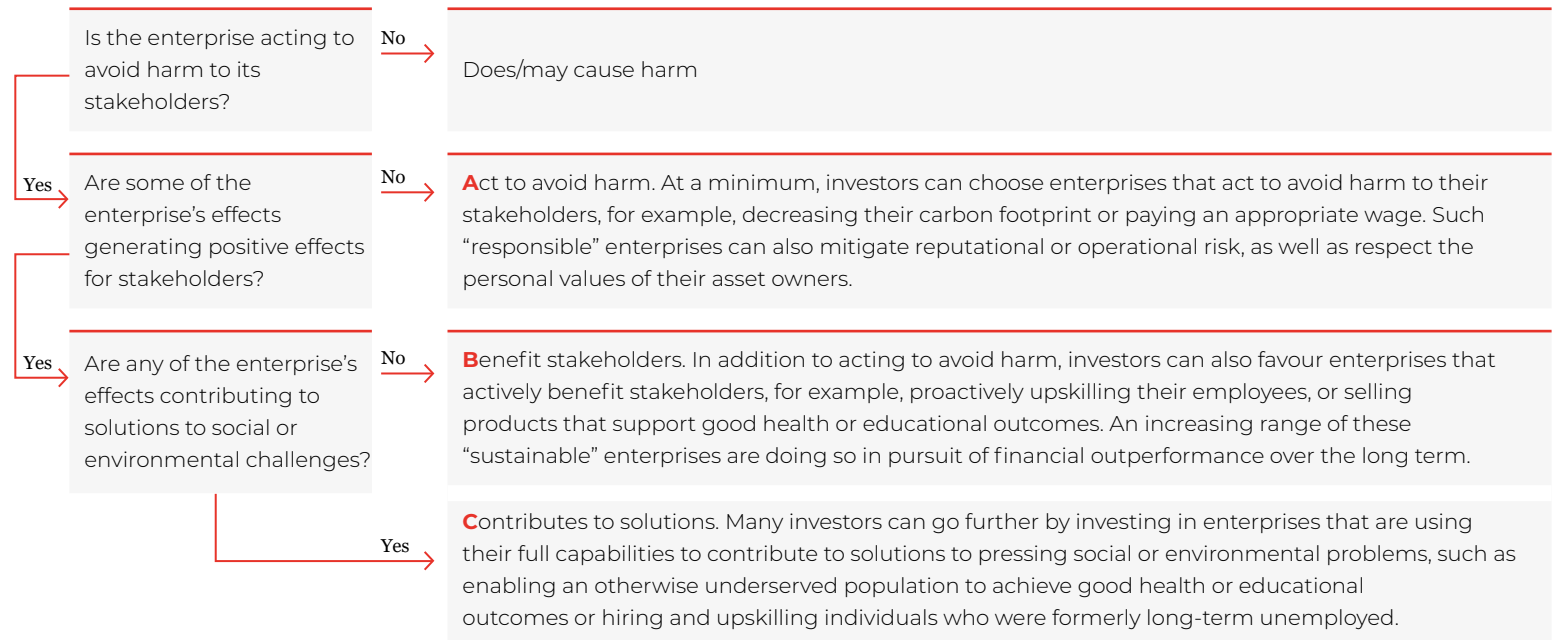 Is the enterprise acting to
avoid harm to its
stakeholders?
No
Does/may cause harm
Yes
Are some of the
enterprise’s effects
generating positive effects
for stakeholders?
No
Act to avoid harm. At a minimum, investors can choose enterprises that act to avoid harm to their
stakeholders, for example, decreasing their carbon footprint or paying an appropriate wage. Such
“responsible” enterprises can also mitigate reputational or operational risk, as well as respect the
personal values of their asset owners.
Yes
Are any of the enterprise’s
effects contributing to
solutions to social or
environmental challenges?
No
Benefit stakeholders. In addition to acting to avoid harm, investors can also favour enterprises that
actively benefit stakeholders, for example, proactively upskilling their employees, or selling
products that support good health or educational outcomes. An increasing range of these
“sustainable” enterprises are doing so in pursuit of financial outperformance over the long term.
Yes
Contributes to solutions. Many investors can go further by investing in enterprises that are using
their full capabilities to contribute to solutions to pressing social or environmental problems, such as
enabling an otherwise underserved population to achieve good health or educational
outcomes or hiring and upskilling individuals who were formerly long-term unemployed.